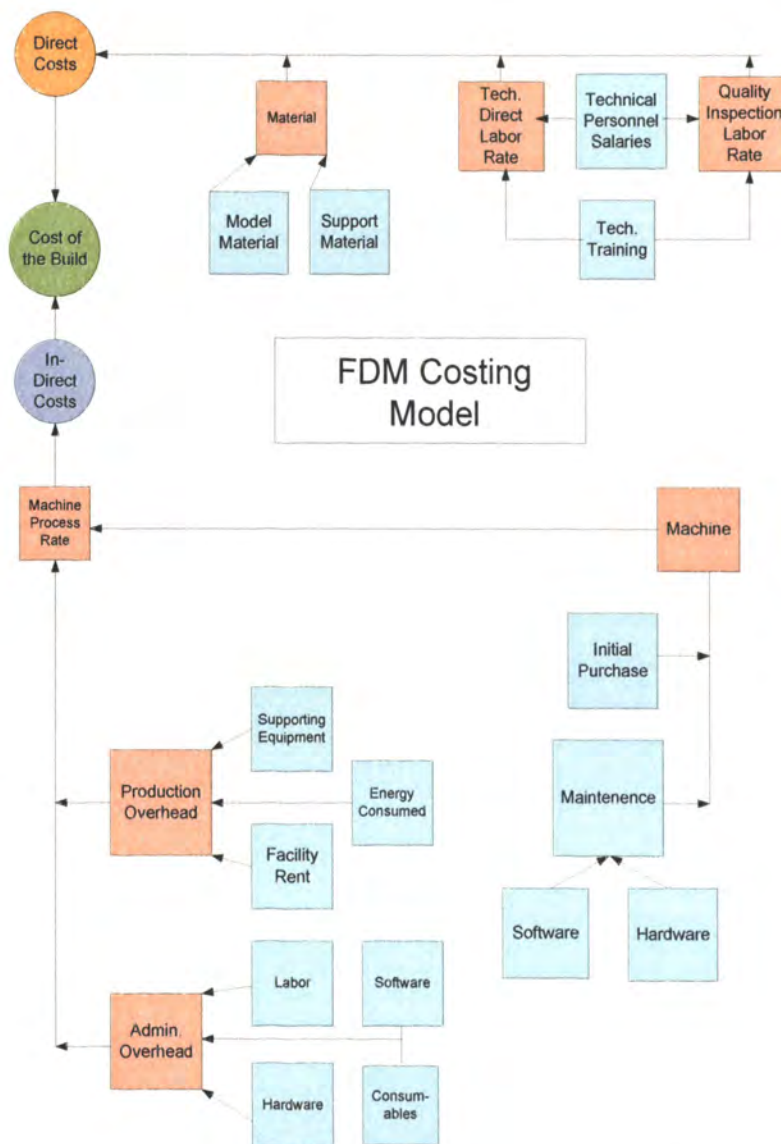 Direct
Costs
Material
Tech.
Direct
Labor
Rate
Technical
Personnel
Salaries
Quality
Inspection
Labor
Rate
Model
Material
Support
Material
Tech.
Training
Cost of
the Build
In-
Direct
Costs
FDM Costing
Model
Machine
Process
Rate
Machine
Initial
Purchase
Supporting
Equipment
Production
Overhead
Energy
Consumed
Maintenence
Facility
Rent
Software
Hardware
Labor
Software
Admin.
Overhead
Hardware
Consum-
ables